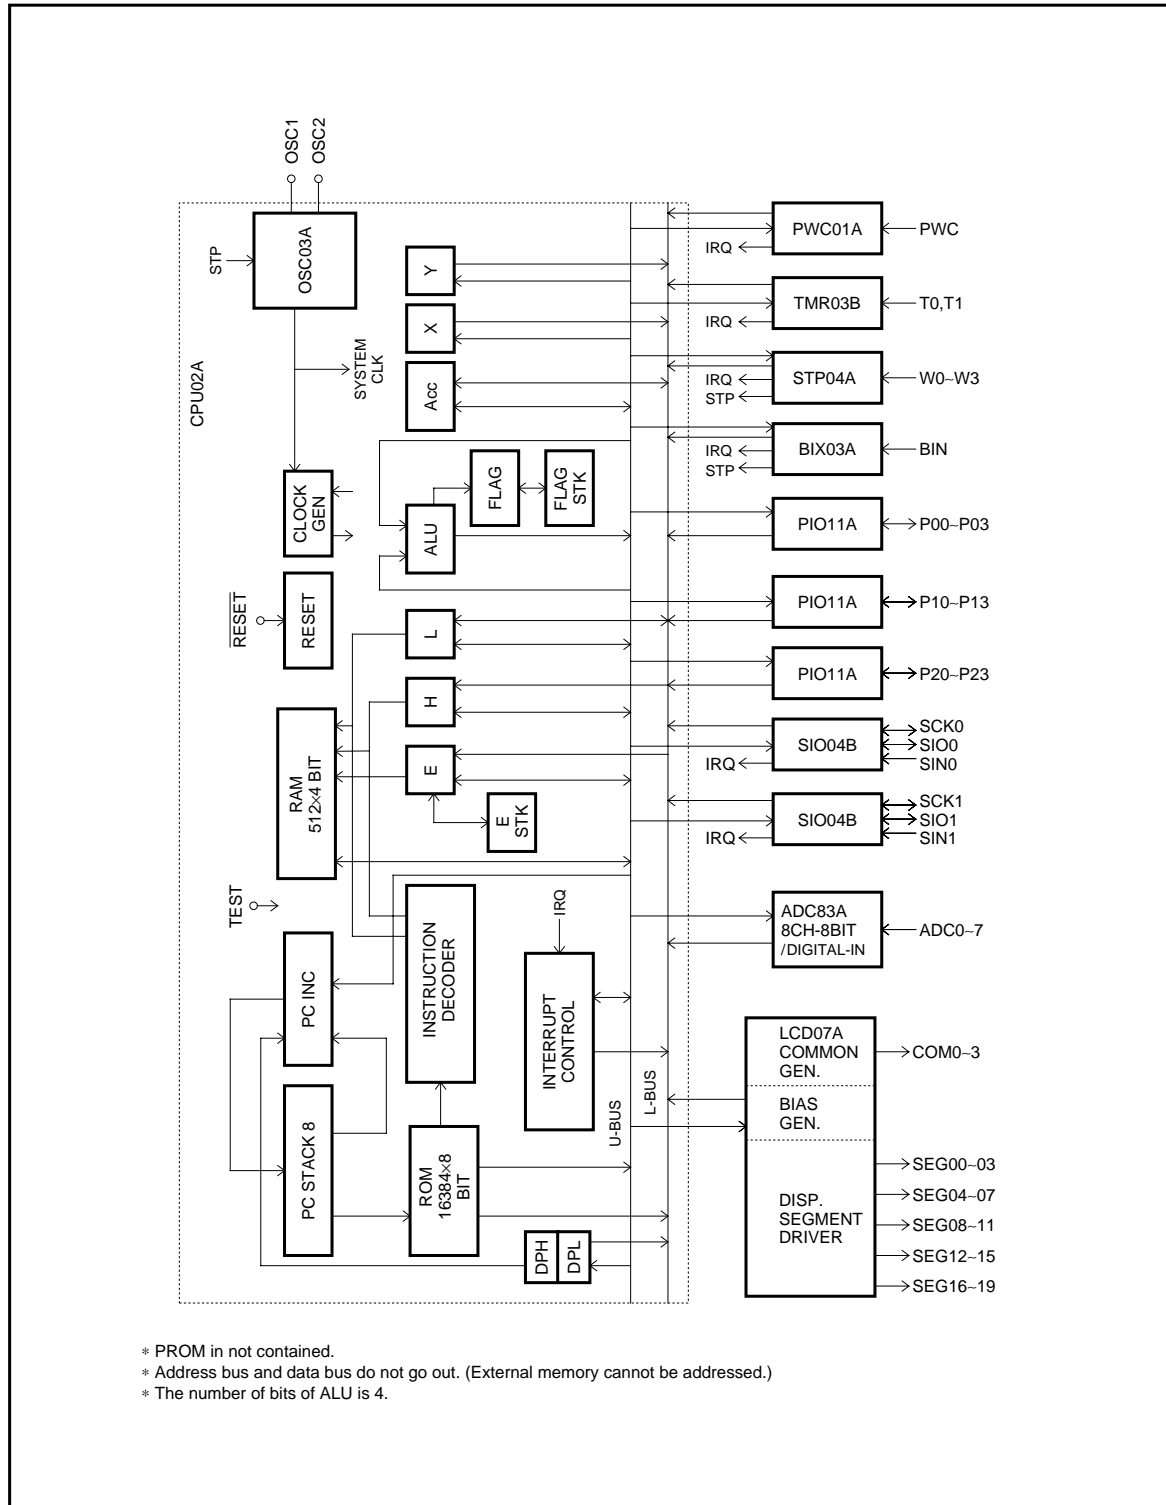 OSC1
OSC2
STP
OSC03A
CPU02A
SYSTEM
CLK
Y
X
Acc
CLOCK
GEN
ALU
FLAG
FLAG
STK
RESET
RESET
L
H
E
E
STK
RAM
512×4 BIT
TEST
PC INC
INSTRUCTION
DECODER
IRQ
INTERRUPT
CONTROL
PC STACK 8
ROM
16384×8
BIT
DPH
DPL
U-BUS
L-BUS
PWC01A
PWC
IRQ
TMR03B
T0,T1
IRQ
STP04A
W0~W3
IRQ
STP
BIX03A
BIN
IRQ
STP
PIO11A
P00~P03
PIO11A
P10~P13
PIO11A
P20~P23
SIO04B
SCK0
SIO0
SIN0
IRQ
SIO04B
SCK1
SIO1
SIN1
IRQ
ADC83A
8CH-8BIT
/DIGITAL-IN
ADC0~7
LCD07A
COMMON
GEN.
COM0~3
BIAS
GEN.
DISP.
SEGMENT
DRIVER
SEG00~03
SEG04~07
SEG08~11
SEG12~15
SEG16~19
* PROM in not contained.
* Address bus and data bus do not go out. (External memory cannot be addressed.)
* The number of bits of ALU is 4.